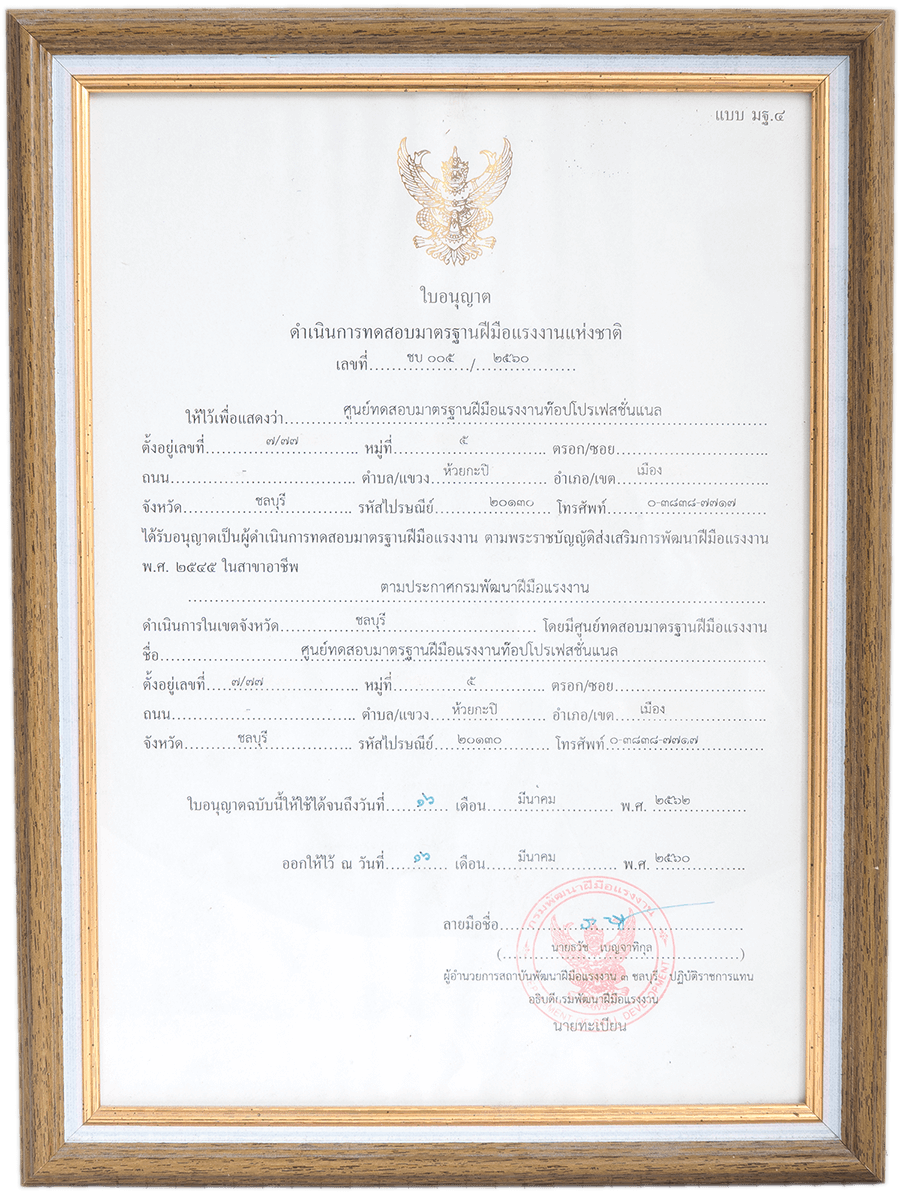 แบบ มฐ.๔
ใบอนุญาต
ดำเนินการทดสอบมาตรฐานฝีมือแรงงานแห่งชาติ
เลขที่ ชบ ๐๐๕ / ๒๕๖๐
ให้ไว้เพื่อแสดงว่า ศูนย์ทดสอบมาตรฐานฝีมือแรงงานท๊อปโปรเฟสชั่นแนล
ตั้งอยู่เลขที่ ๗/๗๗ หมู่ที่ ๕ ตรอก/ซอย
ถนน - ตำบล/แขวง ห้วยกะปิ อำเภอ/เขต เมือง
จังหวัด ชลบุรี รหัสไปรษณีย์ ๒๐๑๓๐ โทรศัพท์ ๐-๓๘๓๘-๗๗๑๗
ได้รับอนุญาตเป็นผู้ดำเนินการทดสอบมาตรฐานฝีมือแรงงาน ตามพระราชบัญญัติส่งเสริมการพัฒนาฝีมือแรงงาน
พ.ศ. ๒๕๔๕ ในสาขาอาชีพ
ตามประกาศกรมพัฒนาฝีมือแรงงาน
ดำเนินการในเขตจังหวัด ชลบุรี โดยมีศูนย์ทดสอบมาตรฐานฝีมือแรงงาน
ชื่อ ศูนย์ทดสอบมาตรฐานฝีมือแรงงานท๊อปโปรเฟสชั่นแนล
ตั้งอยู่เลขที่ ๗/๗๗ หมู่ที่ ๕ ตรอก/ซอย
ถนน - ตำบล/แขวง ห้วยกะปิ อำเภอ/เขต เมือง
จังหวัด ชลบุรี รหัสไปรษณีย์ ๒๐๑๓๐ โทรศัพท์ ๐-๓๘๓๘-๗๗๑๗
ใบอนุญาตฉบับนี้ให้ใช้ได้จนถึงวันที่ ๑๖ เดือน มีนาคม พ.ศ. ๒๕๖๒
ออกให้ไว้ ณ วันที่ ๑๖ เดือน มีนาคม พ.ศ. ๒๕๖๐
ลายมือชื่อ
(นายธวัช เบญจาทิกุล)
ผู้อำนวยการสถาบันพัฒนาฝีมือแรงงาน ๓ ชลบุรี ปฏิบัติราชการแทน
อธิบดีกรมพัฒนาฝีมือแรงงาน
นายทะเบียน
กรมพัฒนาฝีมือแรงงาน
DEVELOPMENT